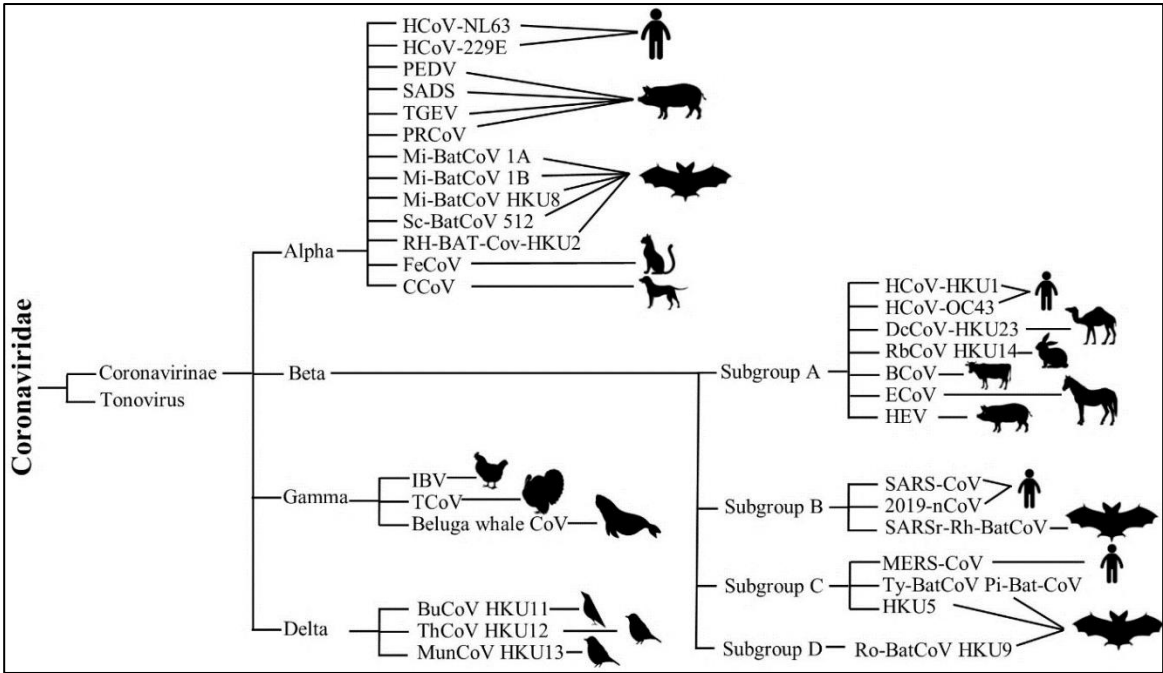 HCoV-NL63
HCoV-229E
PEDV
SADS
TGEV
PRCoV
Mi-BatCoV 1A
Mi-BatCoV 1B
Mi-BatCoV HKU8
Sc-BatCoV 512
RH-BAT-Cov-HKU2
FeCoV
CCoV
Alpha
Coronaviridae
Coronavirinae
Tonovirus
Beta
Subgroup A
HCoV-HKU1
HCoV-OC43
DcCoV-HKU23
RbCoV HKU14
BCoV
ECoV
HEV
Gamma
IBV
TCoV
Beluga whale CoV
Subgroup B
SARS-CoV
2019-nCoV
SARSr-Rh-BatCoV
Subgroup C
MERS-CoV
Ty-BatCoV Pi-Bat-CoV
HKU5
Delta
BuCoV HKU11
ThCoV HKU12
MunCoV HKU13
Subgroup D
Ro-BatCoV HKU9